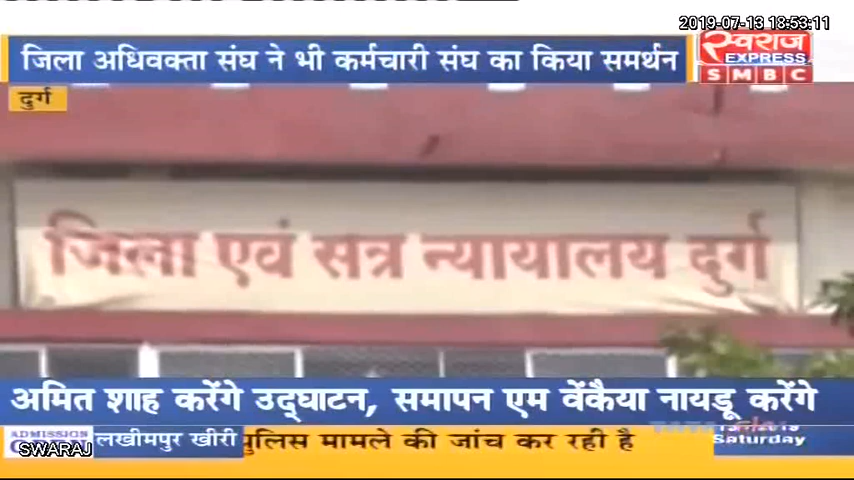 2019-07-13 18:53:11
जिला अधिवक्ता संघ ने भी कर्मचारी संघ का किया समर्थन
स्वराज
EXPRESS
SMBC
दुर्ग
जिला एवं सत्र न्यायालय दुर्ग
अमित शाह करेंगे उद्घाटन, समापन एम वेंकैया नायडू करेंगे
ADMISSION
SWARAJ
लखीमपुर खीरी
पुलिस मामले की जांच कर रही है
Saturday